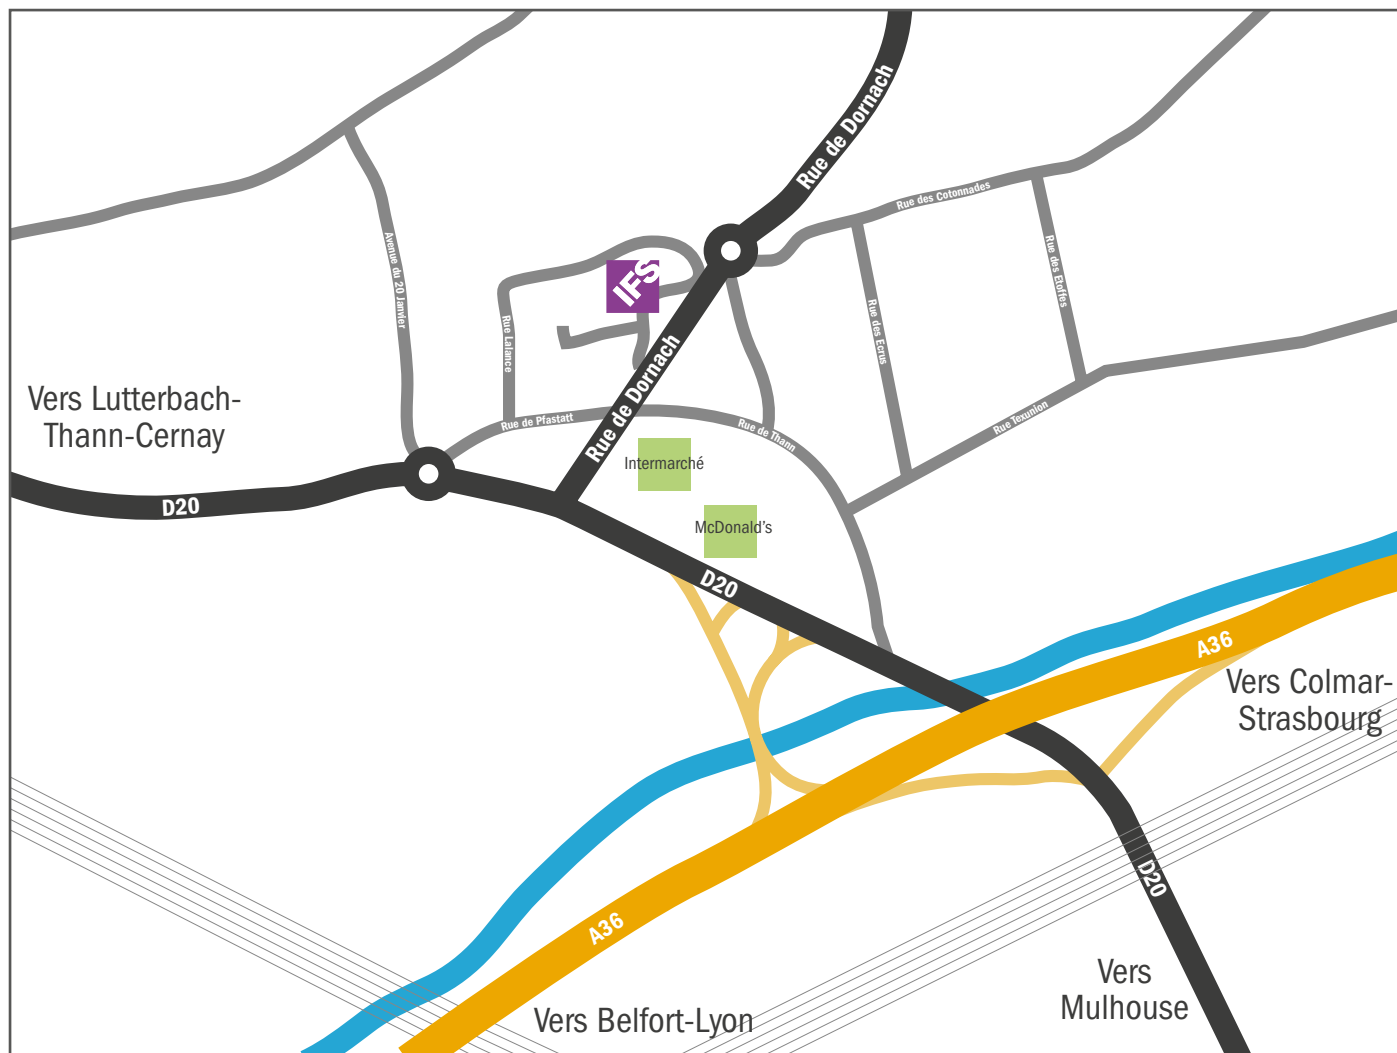 Rue de Dornach
Rue des Cotonnades
Avenue du 20 Janvier
Rue des Etoffes
IFS
Rue des Ecrus
Rue Lalance
Rue de Dornach
Vers Lutterbach-
Thann-Cernay
Rue de Pfastatt
Rue de Thann
Rue Texunion
Intermarché
D20
McDonald's
D20
A36
Vers Colmar-
Strasbourg
D20
A36
Vers
Mulhouse
Vers Belfort-Lyon